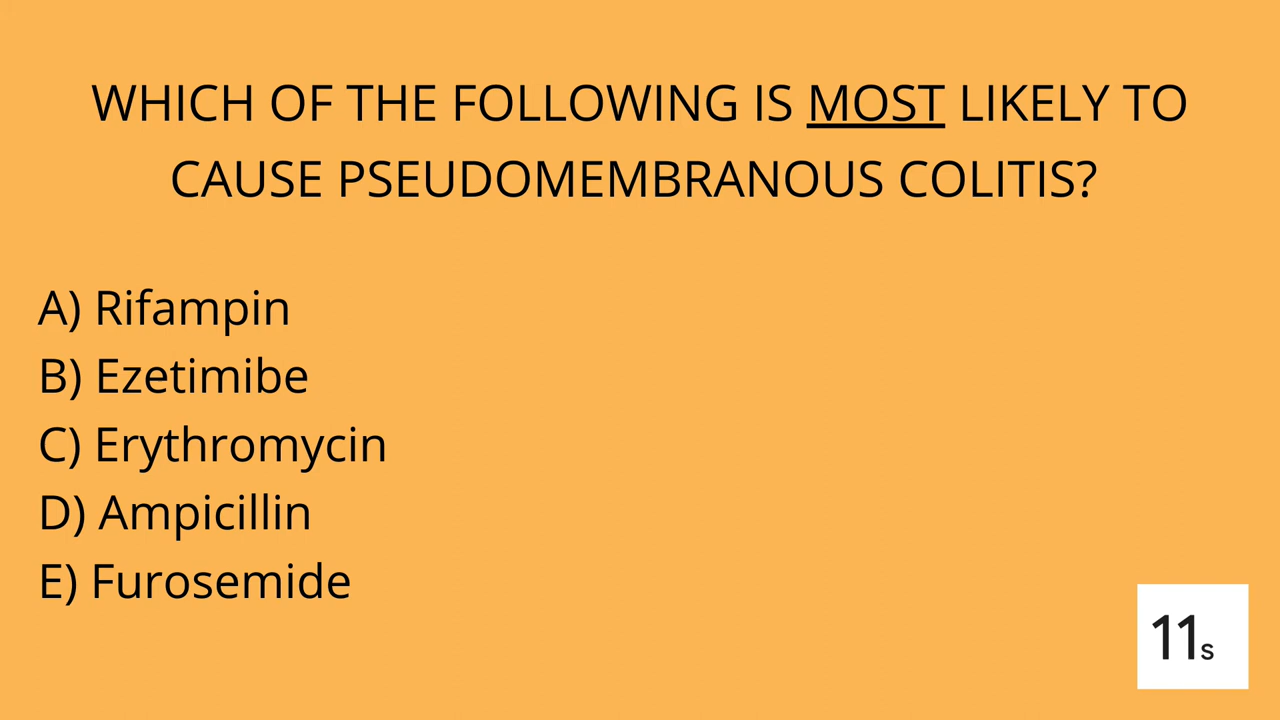 WHICH OF THE FOLLOWING IS MOST LIKELY TO
CAUSE PSEUDOMEMBRANOUS COLITIS?
A) Rifampin
B) Ezetimibe
C) Erythromycin
D) Ampicillin
E) Furosemide
11s